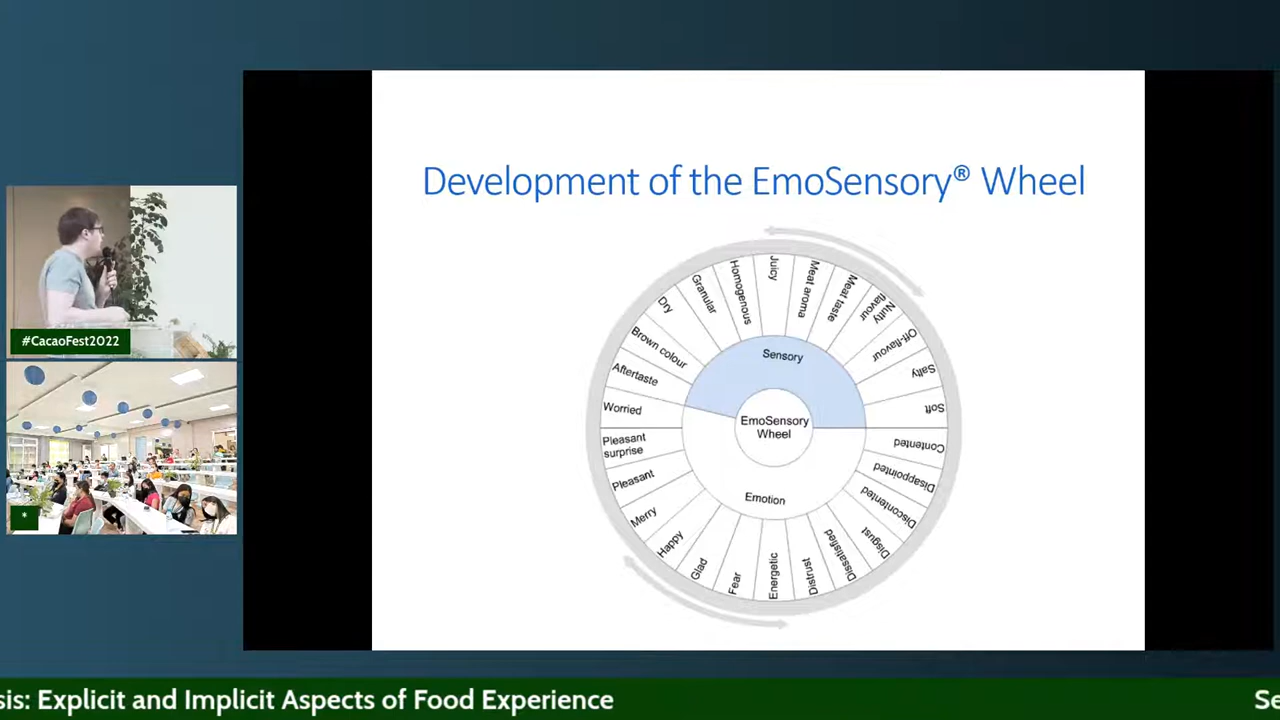 Development of the EmoSensory® Wheel
Juicy
Meat aroma
Meat taste
Nutty
flavour
Off-flavour
Salty
Soft
Contented
Disappointed
Discontented
Disgust
Dissatisfied
Distrust
Energetic
Fear
Glad
Happy
Merry
Pleasant
Pleasant
surprise
Worried
Aftertaste
Brown colour
Dry
Granular
Homogenous
Sensory
EmoSensory
Wheel
Emotion
#CacaoFest2022
*
sis: Explicit and Implicit Aspects of Food Experience
Se